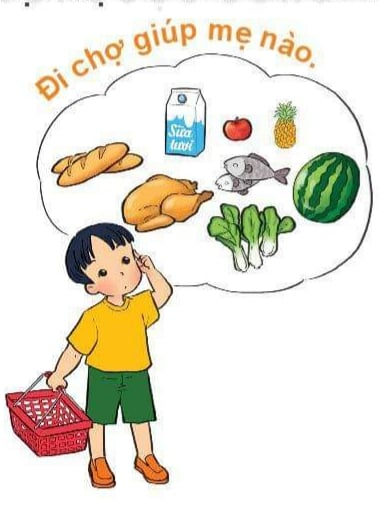 Đi chợ giúp mẹ nào.
Sữa
tươi